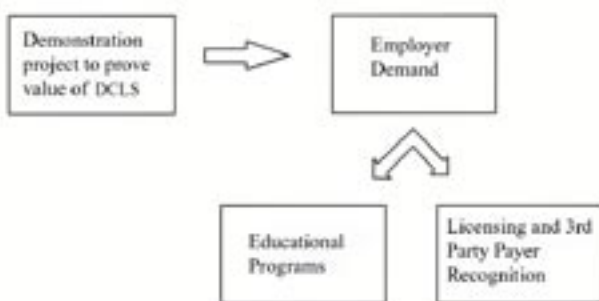 Demonstration
project to prove
value of DCLS
Employer
Demand
Educational
Programs
Licensing and 3rd
Party Payer
Recognition